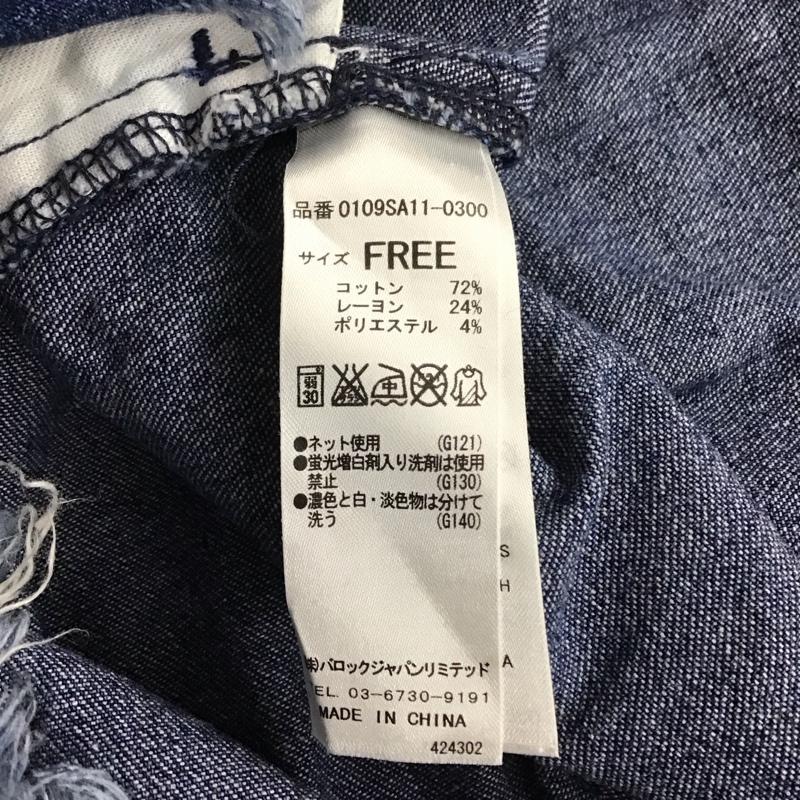 品番 0109SA11-0300
サイズ FREE
コットン 72%
レーヨン 24%
ポリエステル 4%
弱
30
中
●ネット使用 (G121)
●蛍光増白剤入り洗剤は使用
禁止 (G130)
●濃色と白・淡色物は分けて
洗う (G140)
㈱バロックジャパンリミテッド
TEL. 03-6730-9191
MADE IN CHINA
424302
S
H
A